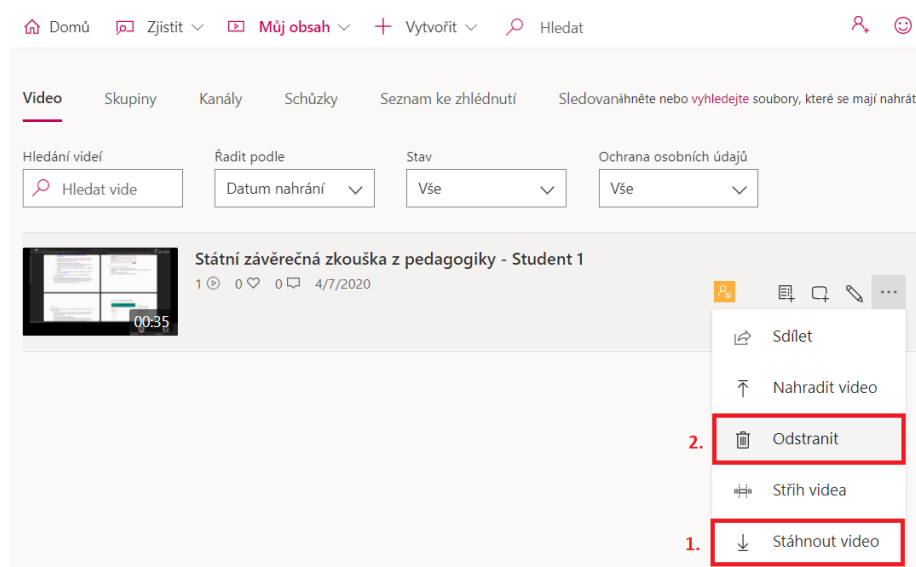 Domů Zjistit Můj obsah Vytvořit Hledat
Video Skupiny Kanály Schůzky Seznam ke zhlédnutí Sledovanáhněte nebo vyhledejte soubory, které se mají nahrát
Hledání videí Řadit podle Stav Ochrana osobních údajů
Hledat vide Datum nahrání Vše Vše
Státní závěrečná zkouška z pedagogiky - Student 1
1 0 0 4/7/2020
00:35
Sdílet
Nahradit video
2. Odstranit
Střih videa
1. Stáhnout video